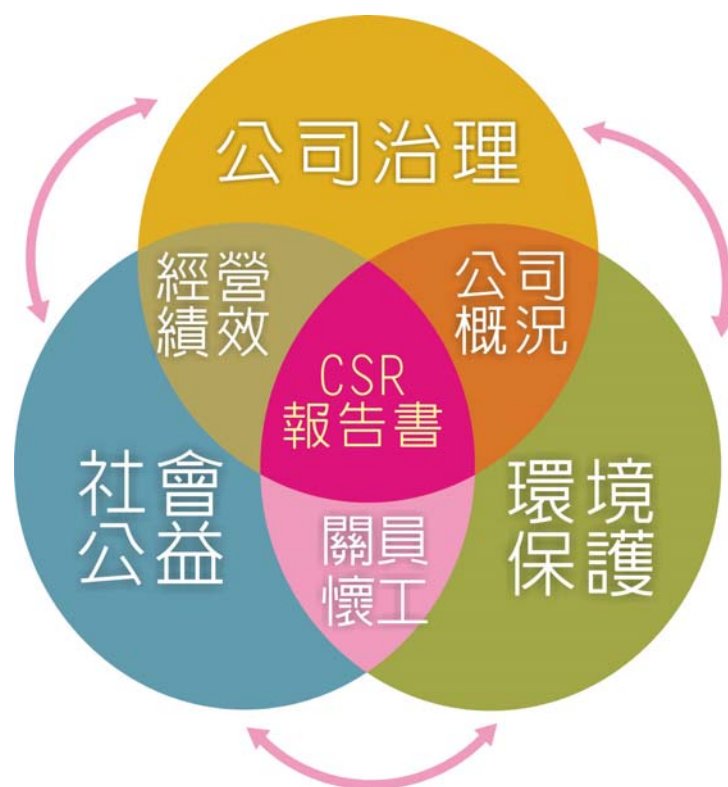 公司治理
經營
績效
公司
概況
CSR
報告書
社會
公益
關員
懷工
環境
保護